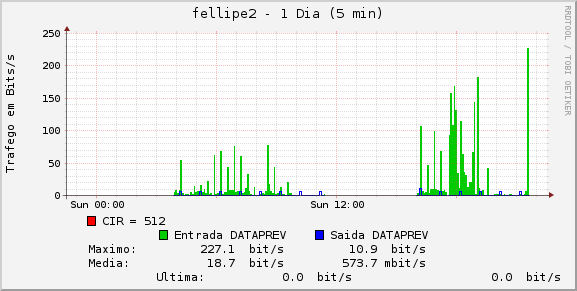 fellipe2 - 1 Dia (5 min)
RRDTOOL / TOBI OETIKER
Trafego em Bits/s
250
200
150
100
50
0
Sun 00:00 Sun 12:00
CIR = 512
Entrada DATAPREV Saida DATAPREV
Maximo: 227.1 bit/s 10.9 bit/s
Media: 18.7 bit/s 573.7 mbit/s
Ultima: 0.0 bit/s 0.0 bit/s